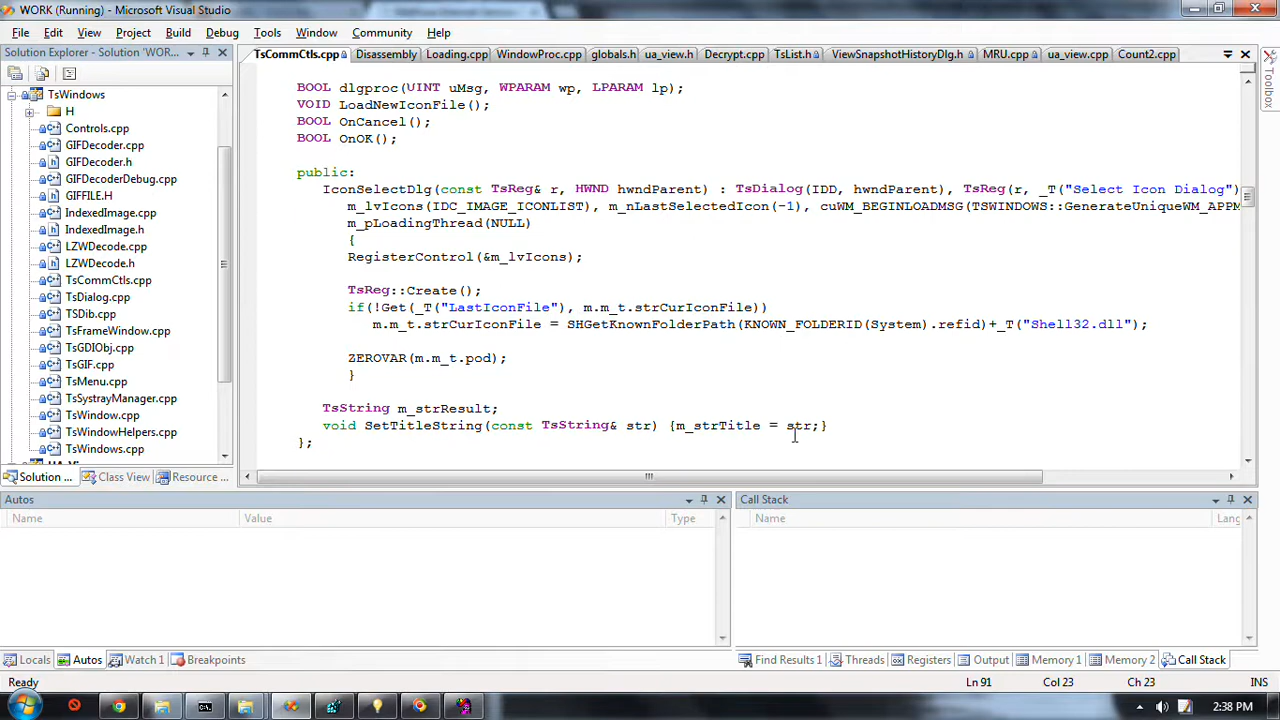 WORK (Running) - Microsoft Visual Studio
File Edit View Project Build Debug Tools Window Community Help
Solution Explorer - Solution 'WOR...
TsCommCtls.cpp Disassembly Loading.cpp WindowProc.cpp globals.h ua_view.h Decrypt.cpp TsList.h ViewSnapshotHistoryDlg.h MRU.cpp ua_view.cpp Count2.cpp
Toolbox
TsWindows
H
Controls.cpp
GIFDecoder.cpp
GIFDecoder.h
GIFDecoderDebug.cpp
GIFFILE.H
IndexedImage.cpp
IndexedImage.h
LZWDecode.cpp
LZWDecode.h
TsCommCtls.cpp
TsDialog.cpp
TSDib.cpp
TsFrameWindow.cpp
TsGDIObj.cpp
TsGIF.cpp
TsMenu.cpp
TsSystrayManager.cpp
TsWindow.cpp
TsWindowHelpers.cpp
TsWindows.cpp
Solution ... Class View Resource ...
BOOL dlgproc(UINT uMsg, WPARAM wp, LPARAM lp);
VOID LoadNewIconFile();
BOOL OnCancel();
BOOL OnOK();
public:
IconSelectDlg(const TsReg& r, HWND hwndParent) : TsDialog(IDD, hwndParent), TsReg(r, _T("Select Icon Dialog")
m_lvIcons(IDC_IMAGE_ICONLIST), m_nLastSelectedIcon(-1), cuWM_BEGINLOADMSG(TSWINDOWS::GenerateUniqueWM_APPM
m_pLoadingThread(NULL)
{
RegisterControl(&m_lvIcons);
TsReg::Create();
if(!Get(_T("LastIconFile"), m.m_t.strCurIconFile))
m.m_t.strCurIconFile = SHGetKnownFolderPath(KNOWN_FOLDERID(System).refid)+_T("Shell32.dll");
ZEROVAR(m.m_t.pod);
}
TsString m_strResult;
void SetTitleString(const TsString& str) {m_strTitle = str;}
};
Autos
Name Value Type
Call Stack
Name Lang
Locals Autos Watch 1 Breakpoints
Find Results 1 Threads Registers Output Memory 1 Memory 2 Call Stack
Ready Ln 91 Col 23 Ch 23 INS
2:38 PM